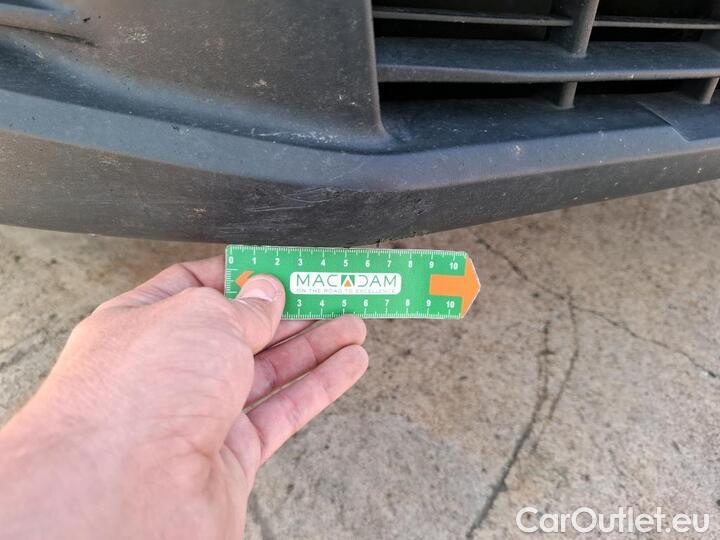 0 1 2 3 4 5 6 7 8 9 10
MACADAM
ON THE ROAD TO EXCELLENCE
3 4 5 6 7 8 9 10
CarOutlet.eu